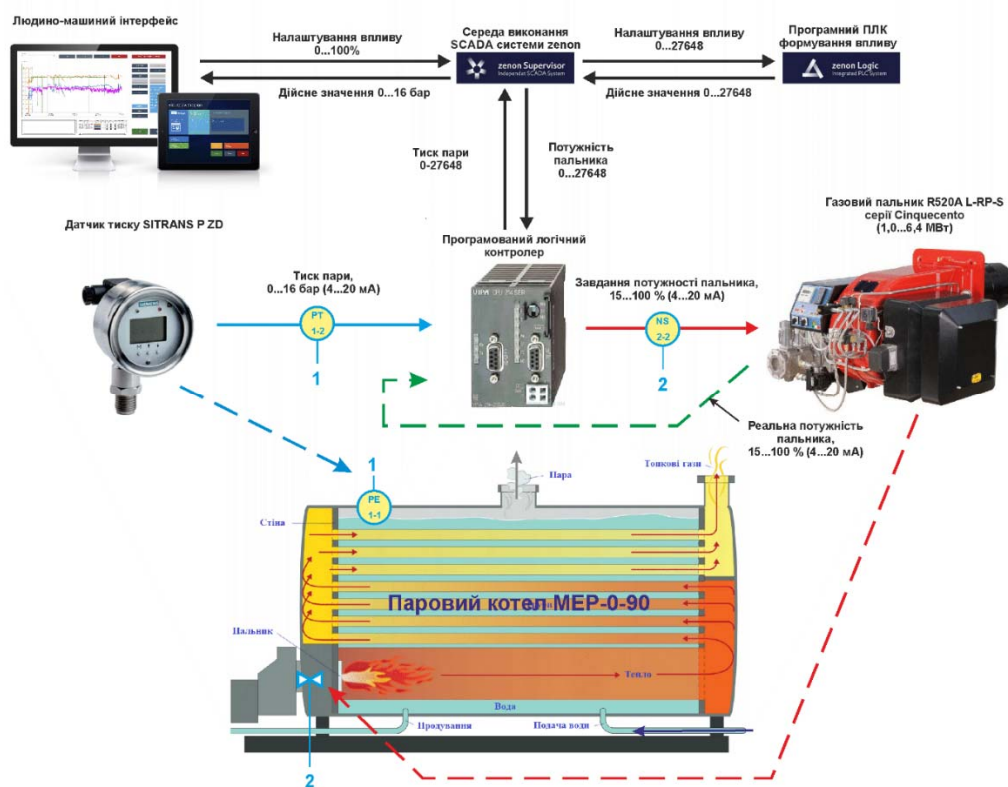 Людино-машиний інтерфейс
Налаштування впливу
0...100%
Дійсне значення 0...16 бар
Середа виконання
SCADA системи zenon
zenon Supervisor
Independent SCADA System
Налаштування впливу
0...27648
Дійсне значення 0...27648
Програмний ПЛК
формування впливу
zenon Logic
Integrated PLC System
Тиск пари
0-27648
Потужність
пальника
0...27648
Датчик тиску SITRANS P ZD
Тиск пари,
0...16 бар (4...20 мА)
PT
1-2
1
Програмований логічний
контролер
Завдання потужності пальника,
15...100 % (4...20 мА)
NS
2-2
2
Газовий пальник R520A L-RP-S
серії Cinquecento
(1,0...6,4 МВт)
Реальна потужність
пальника,
15...100 % (4...20 мА)
1
PE
1-1
Пара
Топкові гази
Стіна
Паровий котел МЕР-0-90
Пальник
Тепло
Вода
Продування
Подача води
2